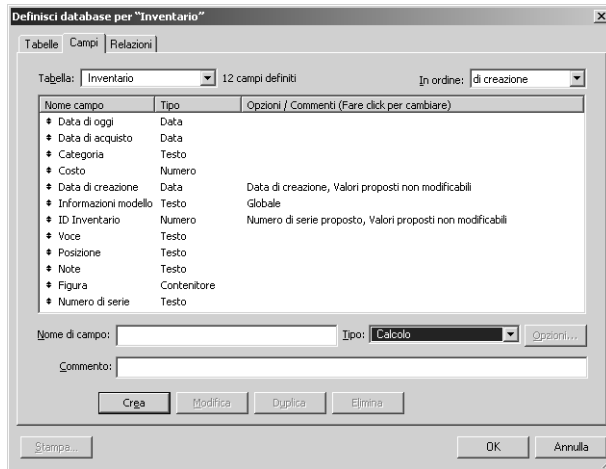 Definisci database per “Inventario”
Tabelle Campi Relazioni
Tabella: Inventario 12 campi definiti In ordine: di creazione
Nome campo Tipo Opzioni / Commenti (Fare click per cambiare)
Data di oggi Data
Data di acquisto Data
Categoria Testo
Costo Numero
Data di creazione Data Data di creazione, Valori proposti non modificabili
Informazioni modello Testo Globale
ID Inventario Numero Numero di serie proposto, Valori proposti non modificabili
Voce Testo
Posizione Testo
Note Testo
Figura Contenitore
Numero di serie Testo
Nome di campo: Tipo: Calcolo Opzioni...
Commento:
Crea Modifica Duplica Elimina
Stampa... OK Annulla